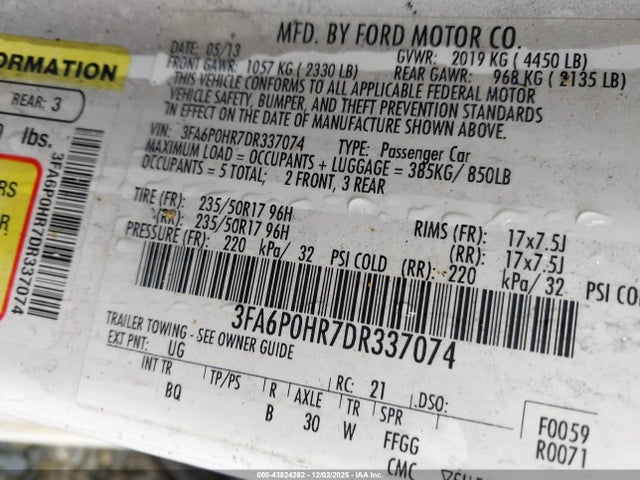 MFD. BY FORD MOTOR CO.
DATE: 05/13 GVWR: 2019 KG ( 4450 LB)
FRONT GAWR: 1057 KG ( 2330 LB) REAR GAWR: 968 KG ( 2135 LB)
THIS VEHICLE CONFORMS TO ALL APPLICABLE FEDERAL MOTOR
VEHICLE SAFETY, BUMPER, AND THEFT PREVENTION STANDARDS
IN EFFECT ON THE DATE OF MANUFACTURE SHOWN ABOVE.
VIN: 3FA6P0HR7DR337074 TYPE: Passenger Car
MAXIMUM LOAD = OCCUPANTS + LUGGAGE = 385KG/ 850LB
OCCUPANTS = 5 TOTAL; 2 FRONT, 3 REAR
TIRE (FR): 235/50R17 96H RIMS (FR): 17x7.5J
(RR): 235/50R17 96H (RR): 17x7.5J
PRESSURE (FR): 220 kPa/ 32 PSI COLD (RR): 220 kPa/ 32 PSI COLD
3FA6P0HR7DR337074
TRAILER TOWING - SEE OWNER GUIDE
EXT PNT: UG RC: 21 DSO:
INT TR TP/PS R AXLE TR SPR F0059
BQ B 30 W FFGG R0071
CMC
ORMATION
REAR: 3
lbs.
3FA6P0HR7DR337074
RS
R
000-43824262 - 12/02/2025 - IAA Inc.